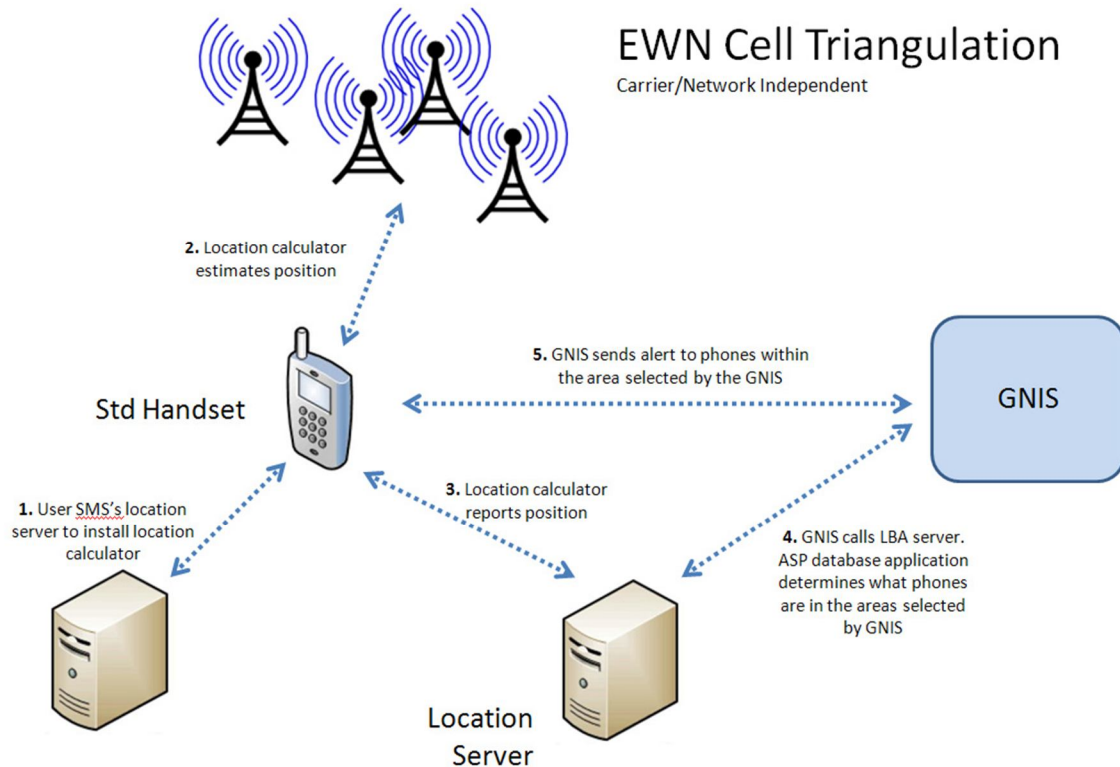 EWN Cell Triangulation
Carrier/Network Independent
2. Location calculator
estimates position
5. GNIS sends alert to phones within
the area selected by the GNIS
GNIS
Std Handset
1. User SMS's location
server to install location
calculator
3. Location calculator
reports position
4. GNIS calls LBA server.
ASP database application
determines what phones
are in the areas selected
by GNIS
Location
Server